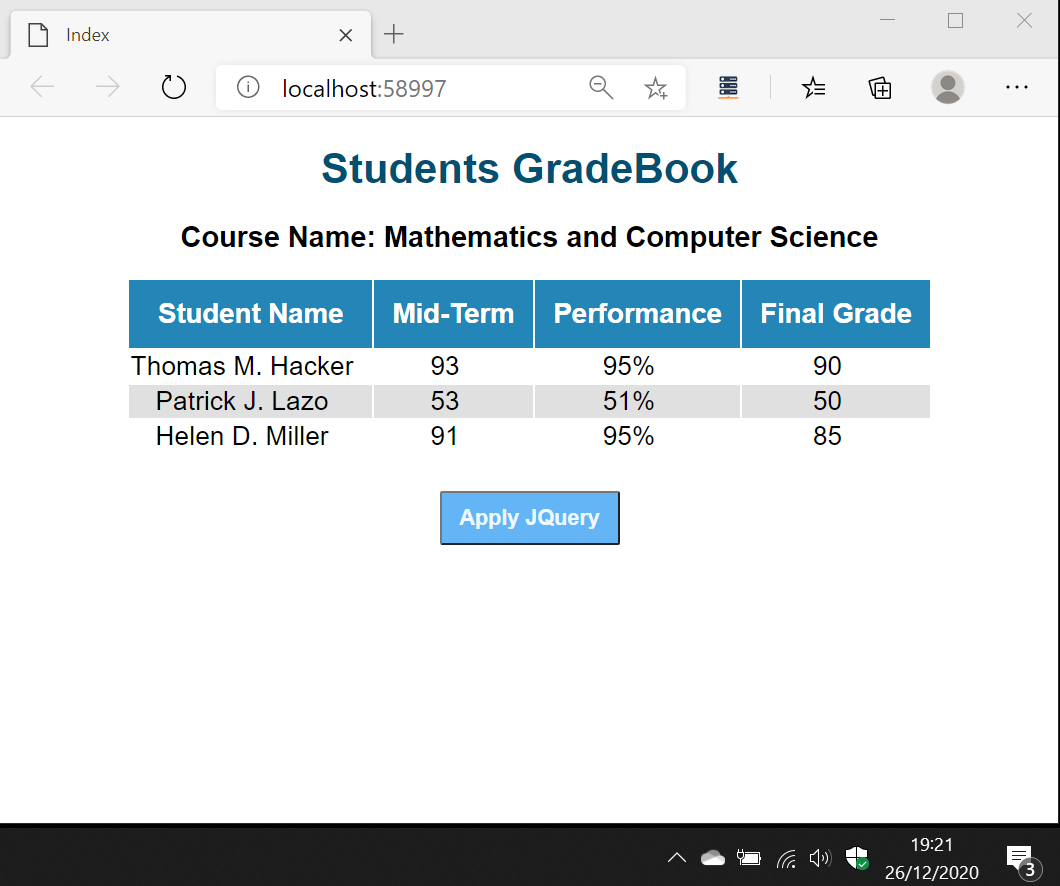 Index
localhost:58997
Students GradeBook
Course Name: Mathematics and Computer Science
Student Name Mid-Term Performance Final Grade
Thomas M. Hacker 93 95% 90
Patrick J. Lazo 53 51% 50
Helen D. Miller 91 95% 85
Apply JQuery
19:21
26/12/2020
3